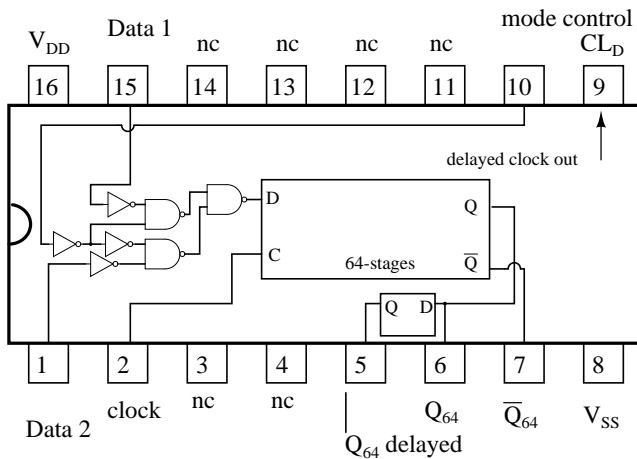 mode control
V_DD Data 1 nc nc nc nc CL_D
16 15 14 13 12 11 10 9
delayed clock out
D Q
C 64-stages Q̅
Q D
1 2 3 4 5 6 7 8
clock nc nc Q_64 Q̅_64 V_SS
Data 2 Q_64 delayed